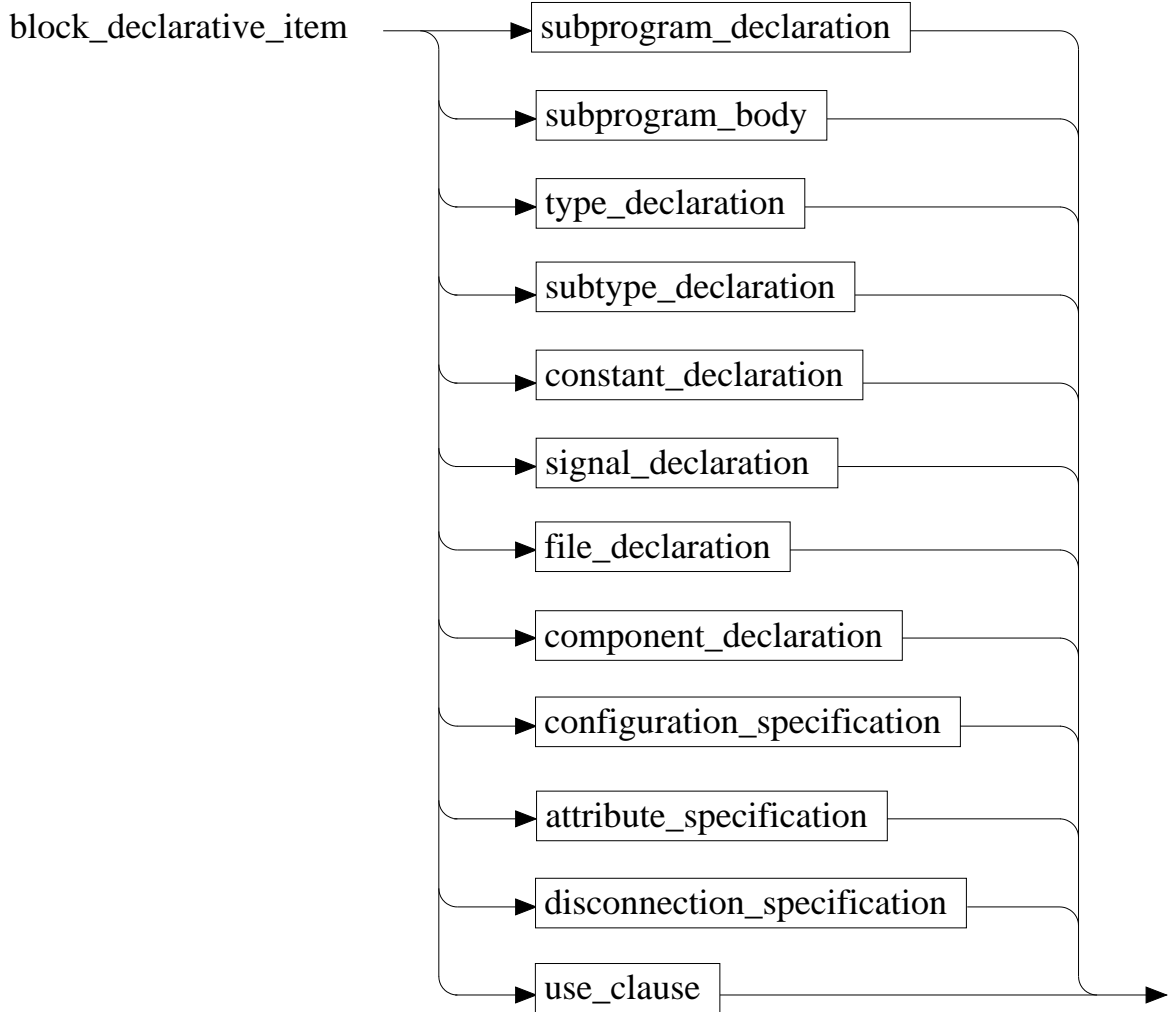 block_declarative_item
subprogram_declaration
subprogram_body
type_declaration
subtype_declaration
constant_declaration
signal_declaration
file_declaration
component_declaration
configuration_specification
attribute_specification
disconnection_specification
use_clause